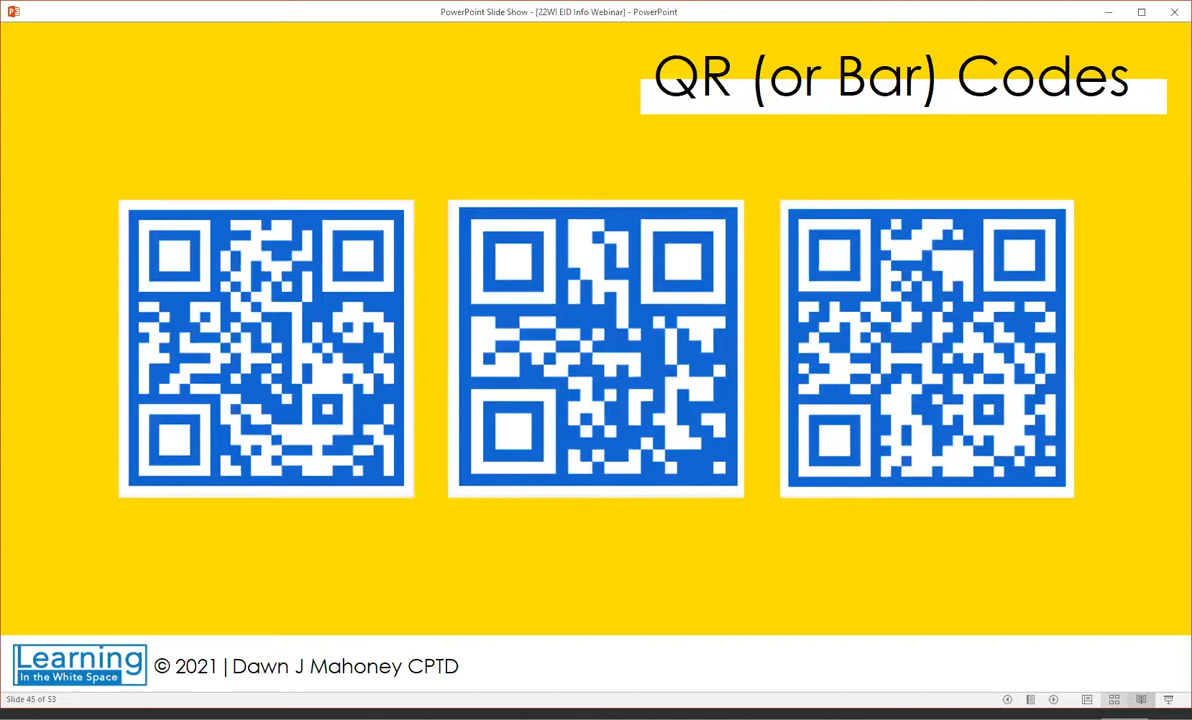 PowerPoint Slide Show - [22WI EID Info Webinar] - PowerPoint
QR (or Bar) Codes
Learning
In the White Space
© 2021 | Dawn J Mahoney CPTD
Slide 45 of 53